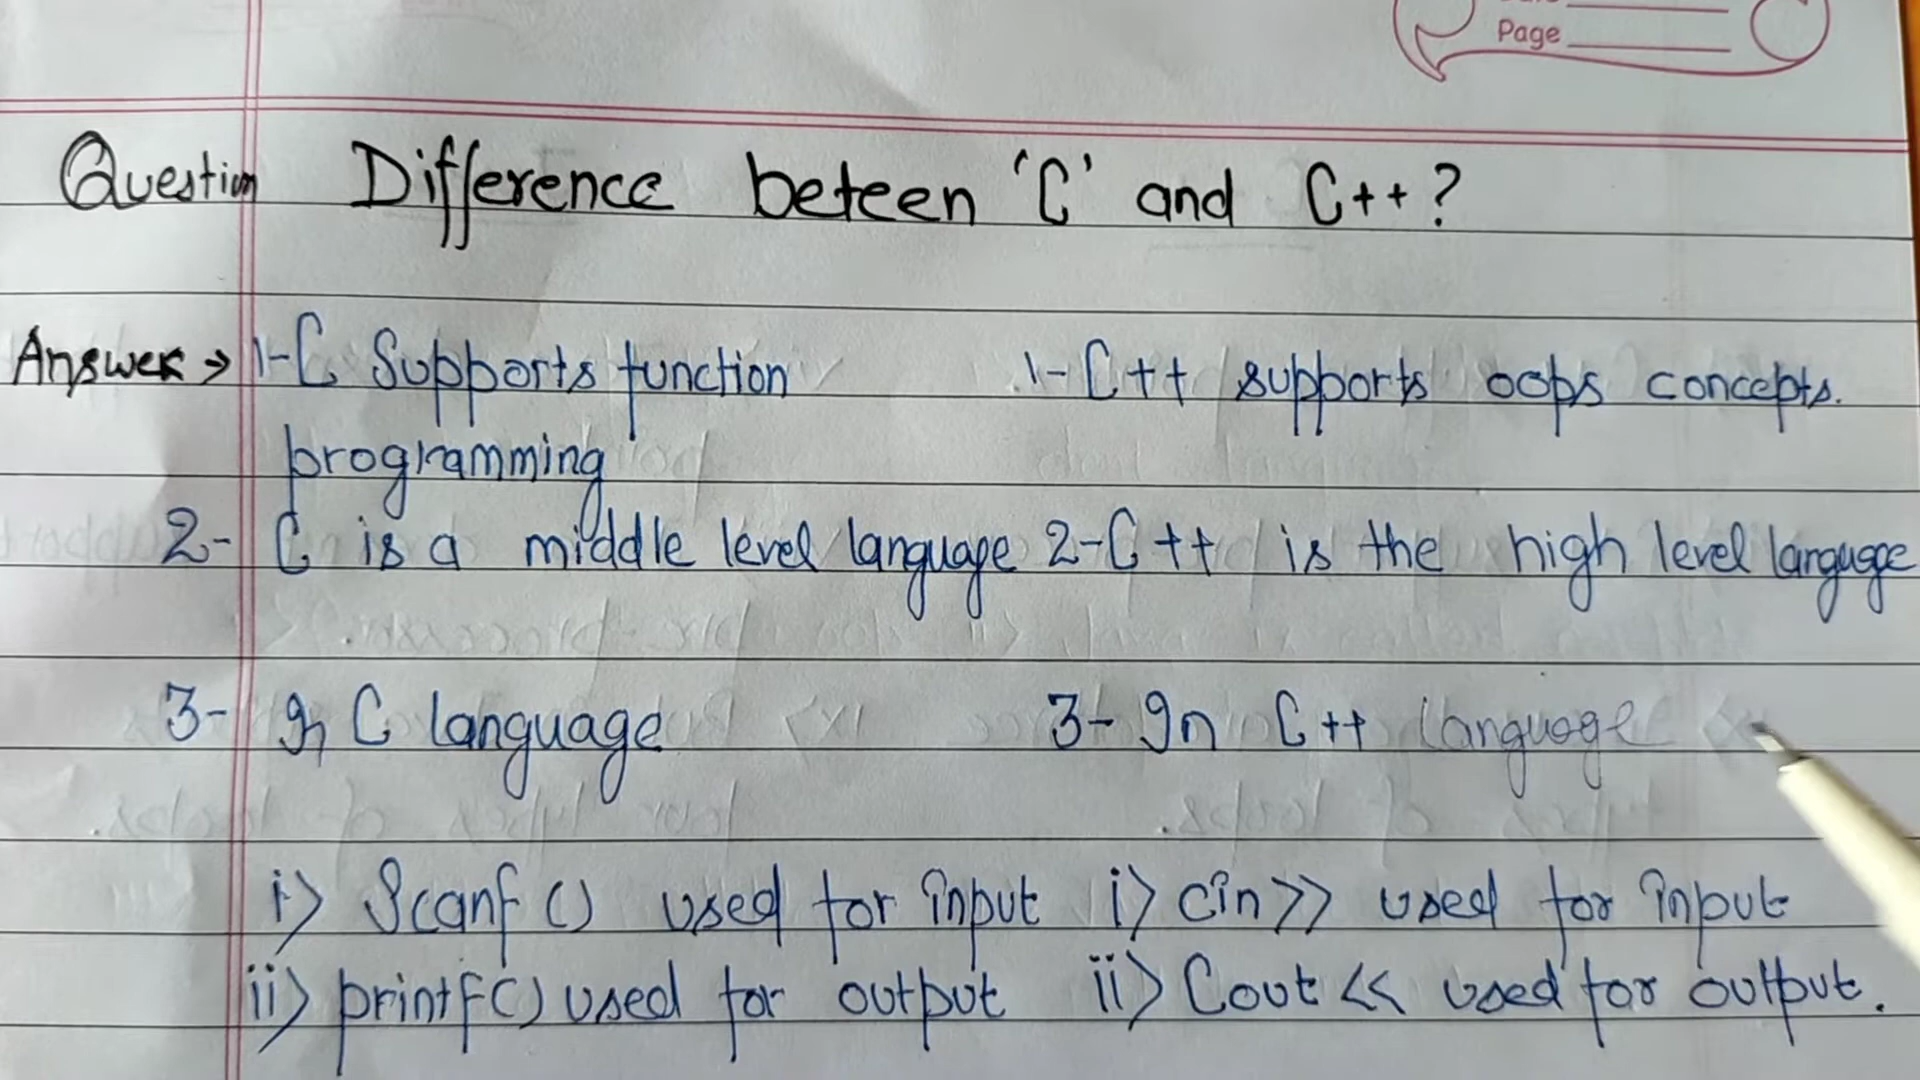 Page
Question Difference beteen 'C' and C++?
Answer → 1-C Supports function 1-C++ supports oops concepts.
programming
2- C is a middle level language 2-C++ is the high level language
3- In C language 3- In C++ language
i) Scanf () used for input i) cin>> used for input
ii) printf() used for output ii) Cout << used for output.